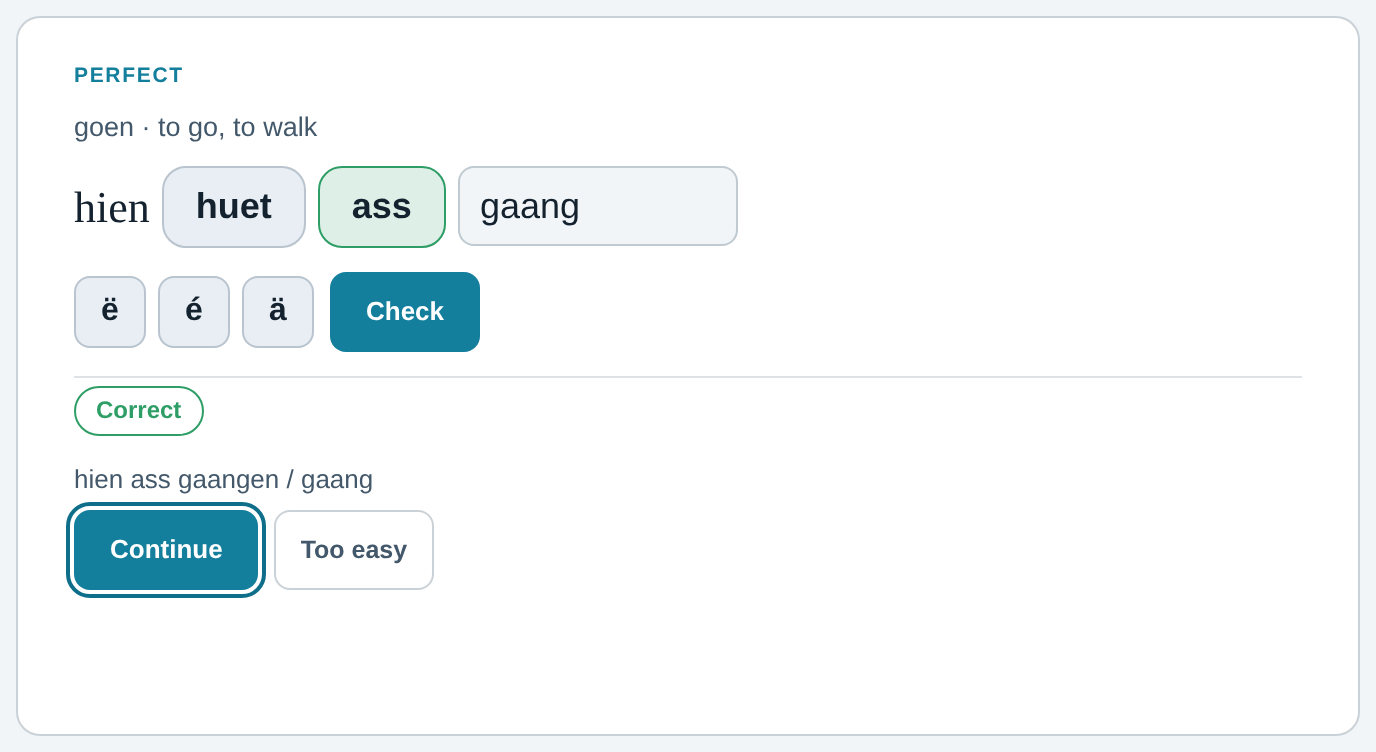 PERFECT
goen · to go, to walk
hien huet ass gaang
ë é ä Check
Correct
hien ass gaangen / gaang
Continue Too easy